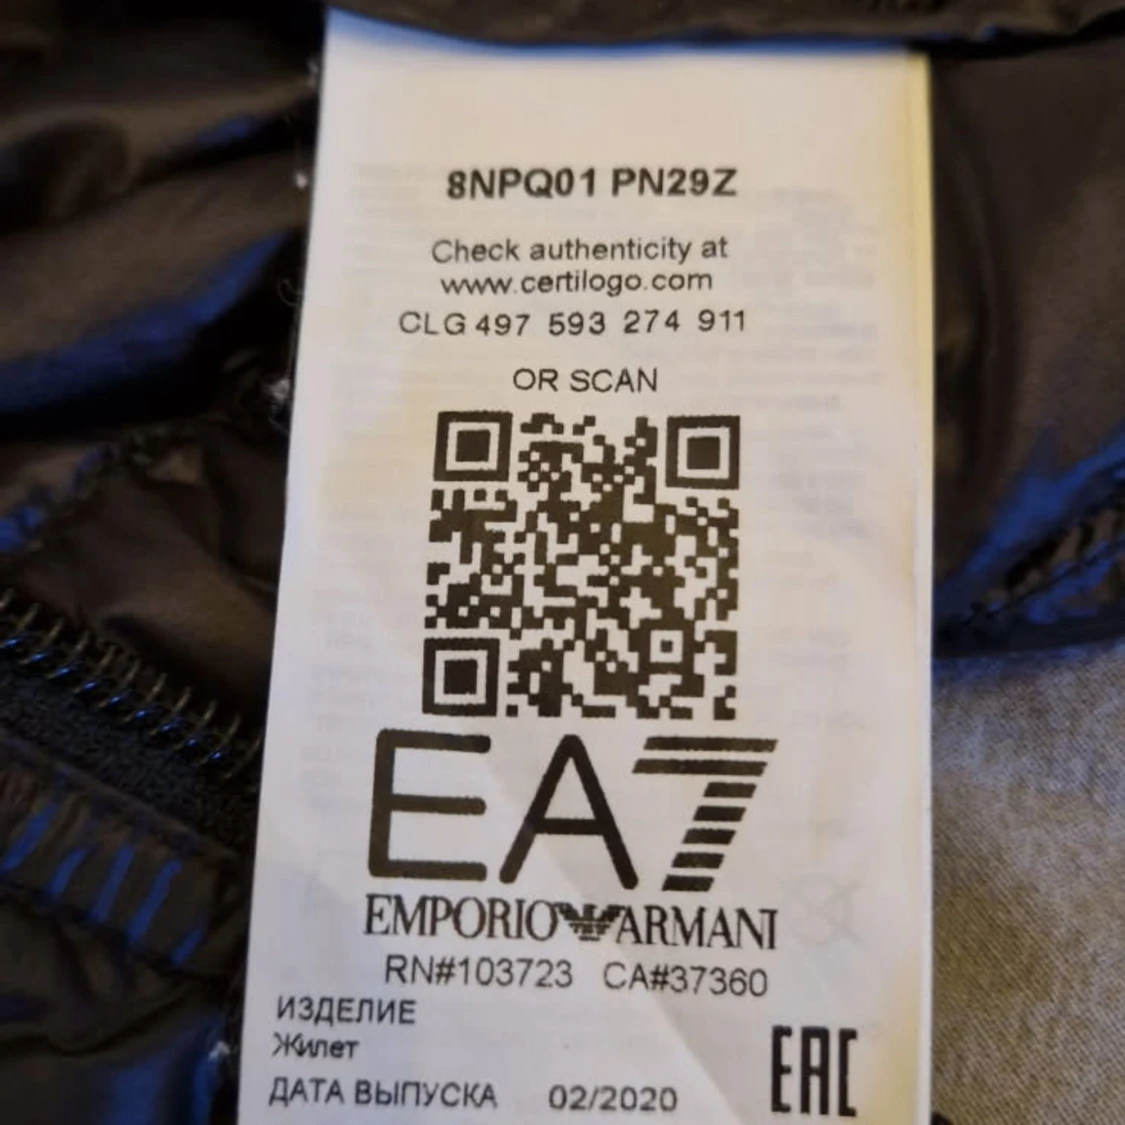 8NPQ01 PN29Z
Check authenticity at
www.certilogo.com
CLG 497 593 274 911
OR SCAN
EA7
EMPORIO ARMANI
RN#103723 CA#37360
ИЗДЕЛИЕ
Жилет
EAC
ДАТА ВЫПУСКА 02/2020